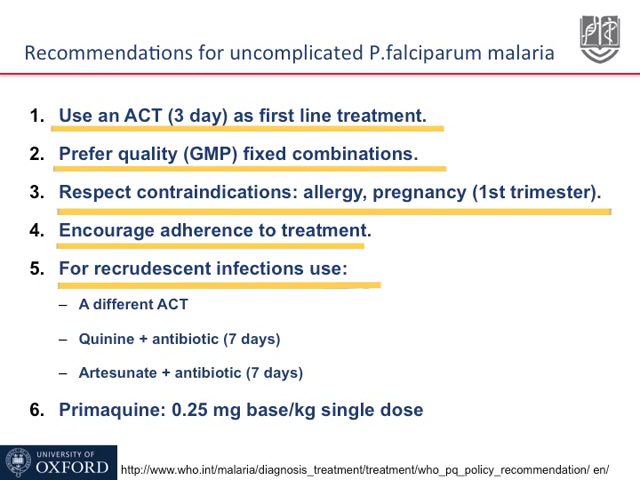 Recommendations for uncomplicated P.falciparum malaria
1. Use an ACT (3 day) as first line treatment.
2. Prefer quality (GMP) fixed combinations.
3. Respect contraindications: allergy, pregnancy (1st trimester).
4. Encourage adherence to treatment.
5. For recrudescent infections use:
– A different ACT
– Quinine + antibiotic (7 days)
– Artesunate + antibiotic (7 days)
6. Primaquine: 0.25 mg base/kg single dose
UNIVERSITY OF
OXFORD
http://www.who.int/malaria/diagnosis_treatment/treatment/who_pq_policy_recommendation/ en/